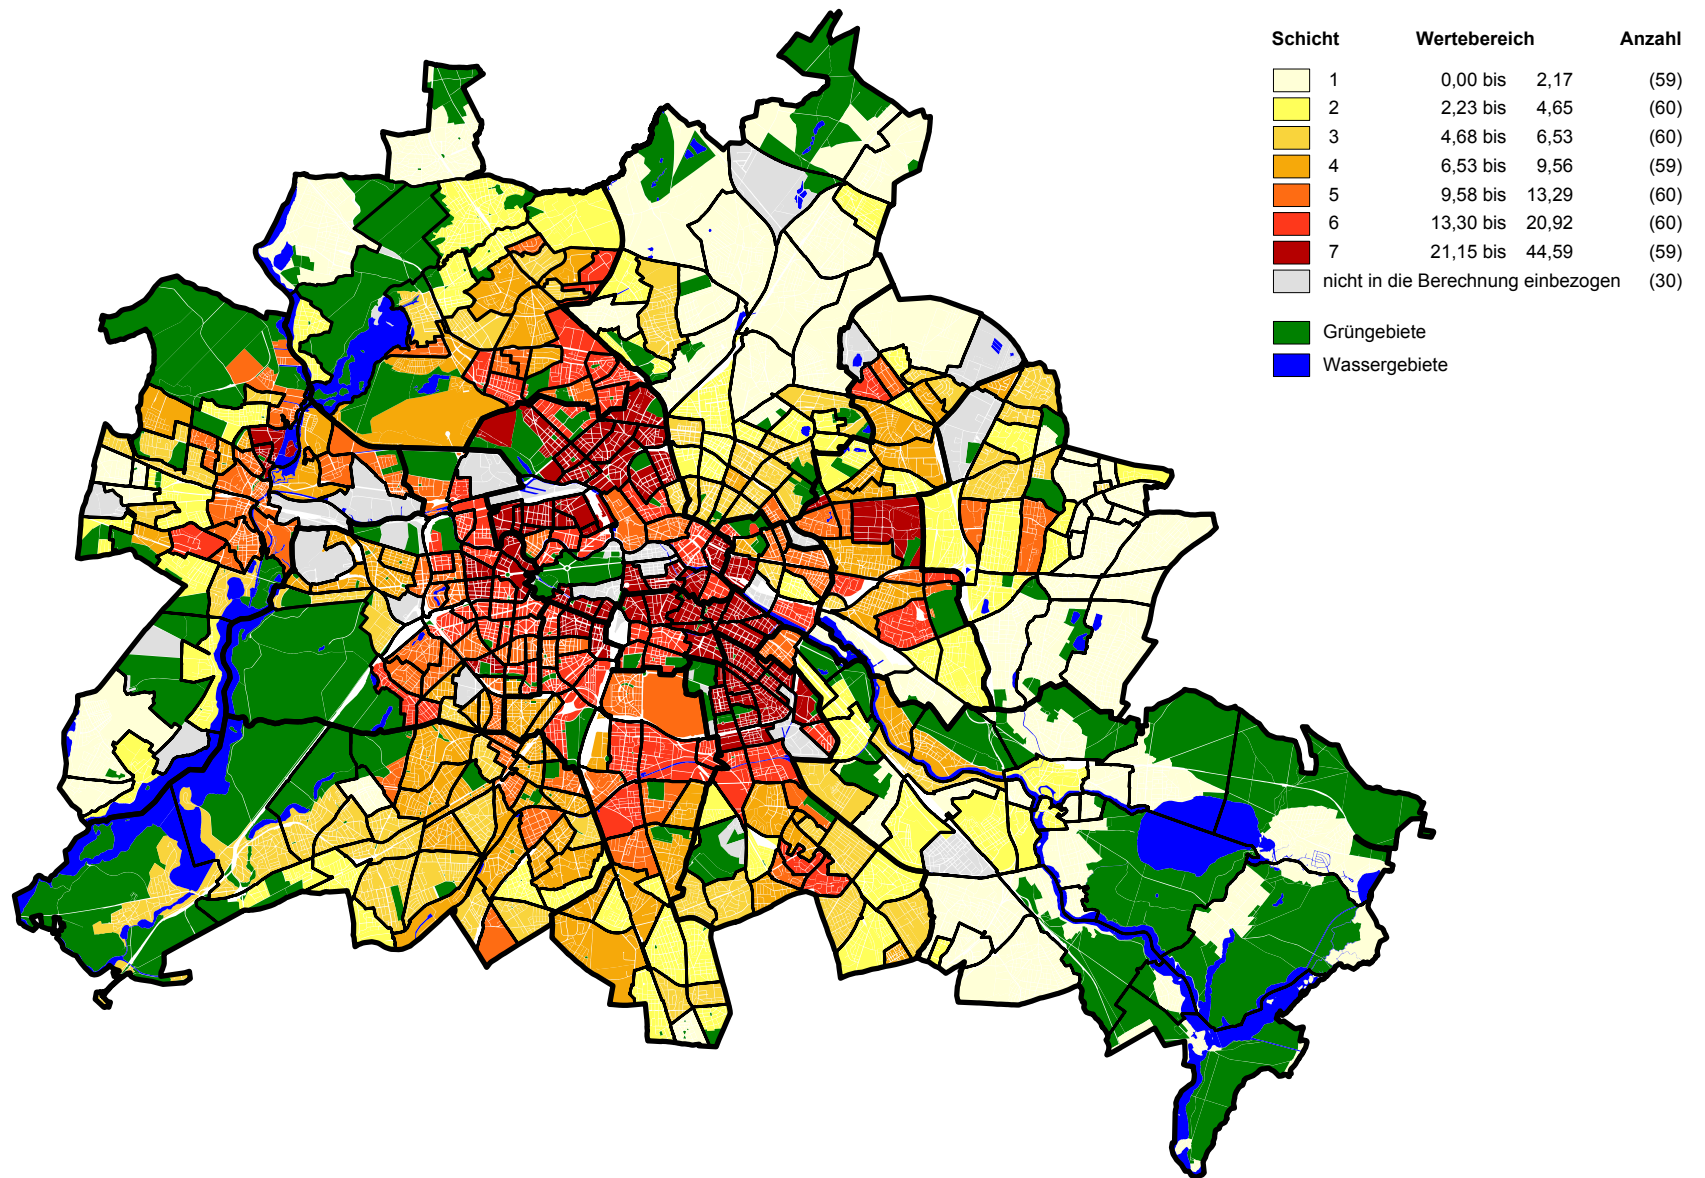 Schicht Wertebereich Anzahl
1 0,00 bis 2,17 (59)
2 2,23 bis 4,65 (60)
3 4,68 bis 6,53 (60)
4 6,53 bis 9,56 (59)
5 9,58 bis 13,29 (60)
6 13,30 bis 20,92 (60)
7 21,15 bis 44,59 (59)
nicht in die Berechnung einbezogen (30)
Grüngebiete
Wassergebiete